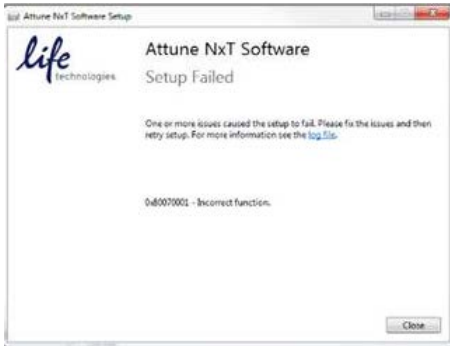 Attune NxT Software Setup
life
technologies
Attune NxT Software
Setup Failed
One or more issues caused the setup to fail. Please fix the issues and then
retry setup. For more information see the log file.
0x80070001 - Incorrect function.
Close